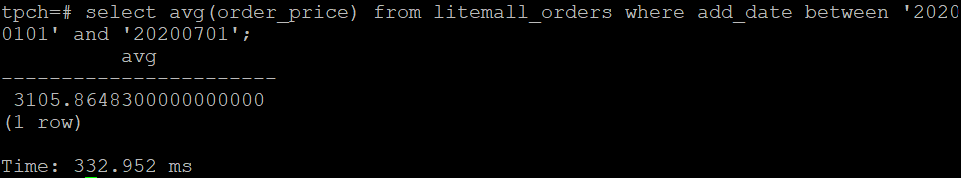 tpch=# select avg(order_price) from litemall_orders where add_date between '2020
0101' and '20200701';
avg
------------------------
3105.8648300000000000
(1 row)
Time: 332.952 ms